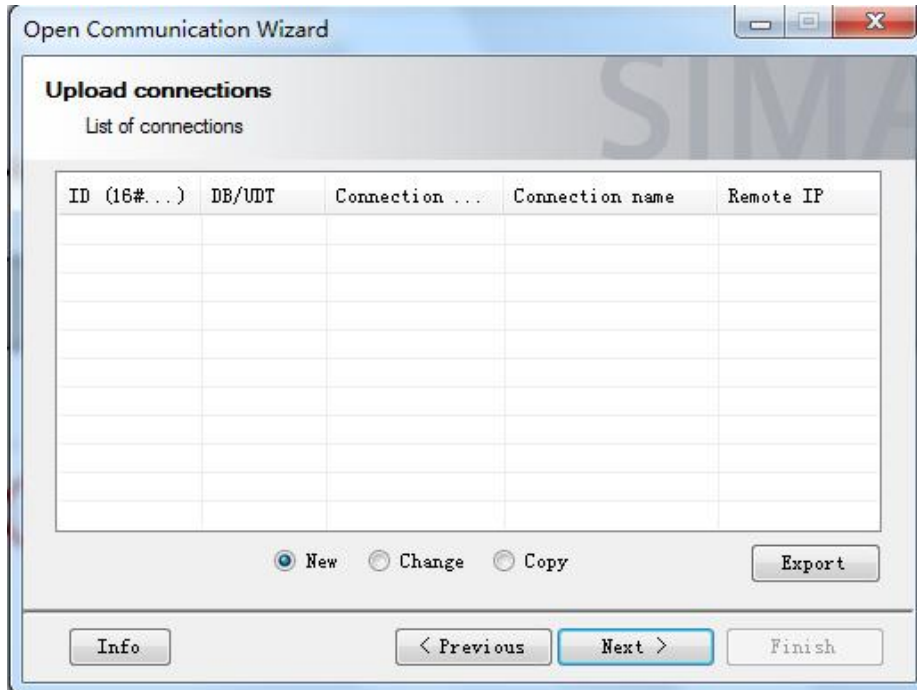 Open Communication Wizard
SIMA
Upload connections
List of connections
ID (16#...) DB/UDT Connection ... Connection name Remote IP
New Change Copy Export
Info < Previous Next > Finish